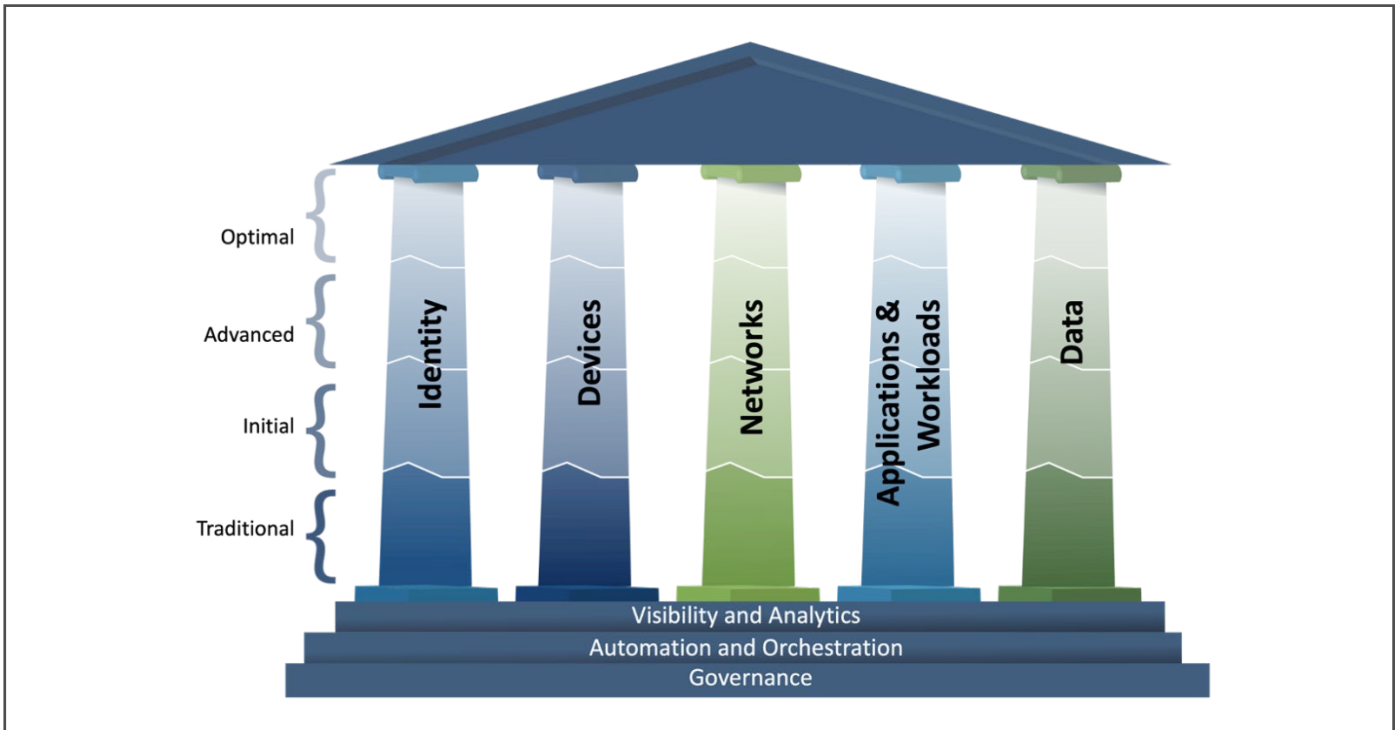 Optimal
Advanced
Initial
Traditional
Identity
Devices
Networks
Applications &
Workloads
Data
Visibility and Analytics
Automation and Orchestration
Governance